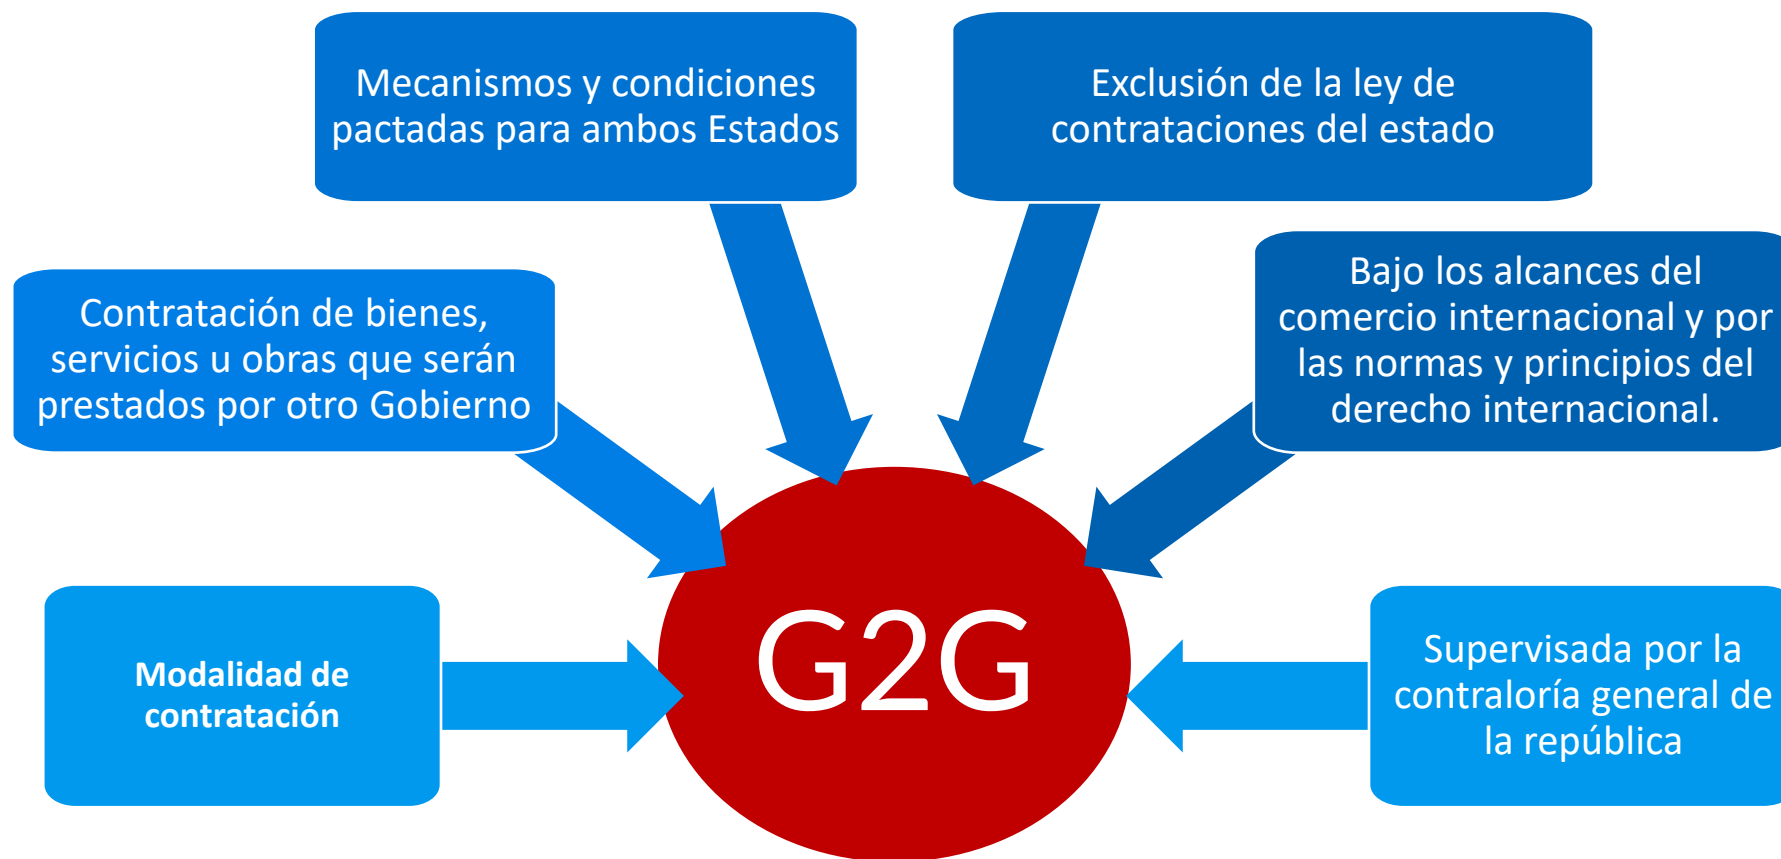 Mecanismos y condiciones
pactadas para ambos Estados
Exclusión de la ley de
contrataciones del estado
Contratación de bienes,
servicios u obras que serán
prestados por otro Gobierno
Bajo los alcances del
comercio internacional y por
las normas y principios del
derecho internacional.
Modalidad de
contratación
G2G
Supervisada por la
contraloría general de
la república